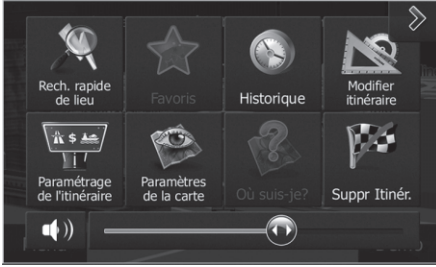 Rech. rapide
de lieu
Favoris
Historique
Modifier
itinéraire
Paramétrage
de l'itinéraire
Paramètres
de la carte
Où suis-je?
Suppr Itinér.